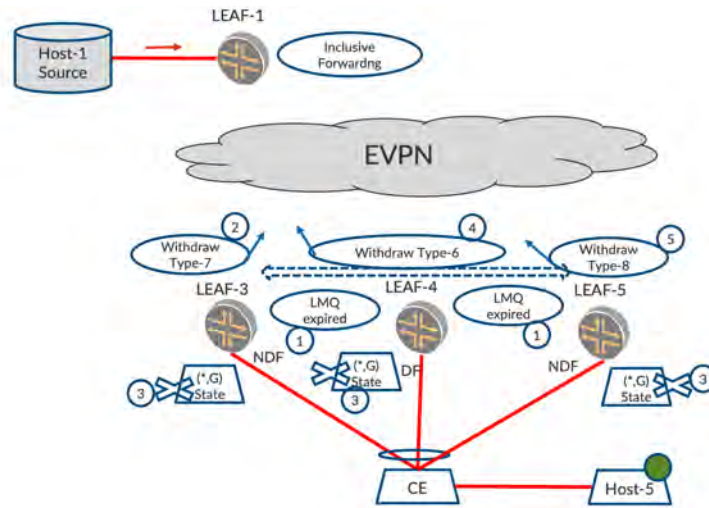 LEAF-1
Host-1
Source
Inclusive
Forwardng
EVPN
2
4
5
Withdraw
Type-7
Withdraw Type-6
Withdraw
Type-8
LEAF-3
LEAF-4
LEAF-5
LMQ
expired
LMQ
expired
1
1
NDF
DF
NDF
3
(*,G)
State
(*,G)
State
3
(*,G)
State
3
CE
Host-5